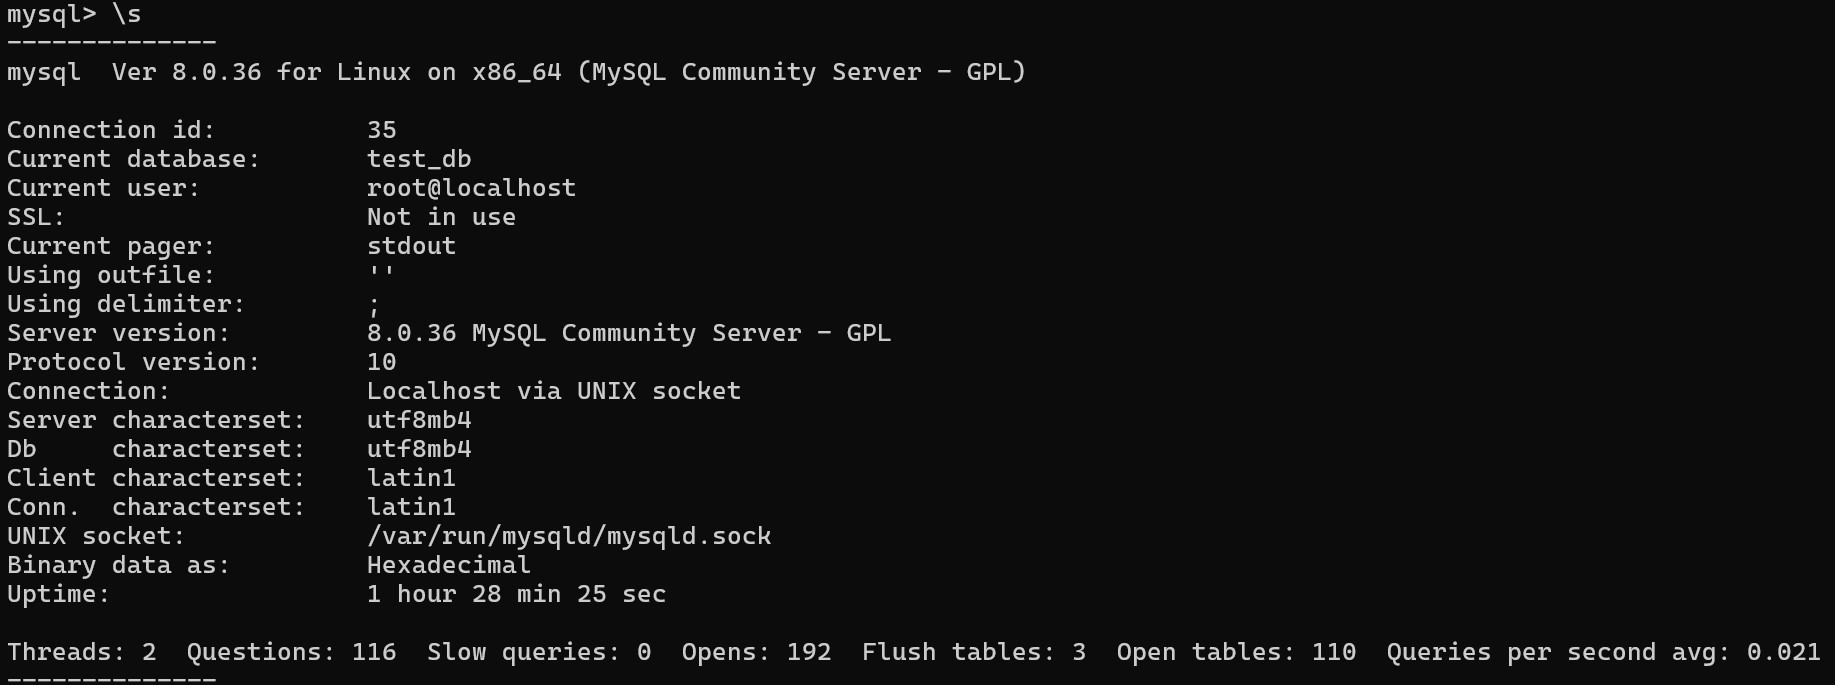 mysql> \s
--------------
mysql  Ver 8.0.36 for Linux on x86_64 (MySQL Community Server - GPL)

Connection id:          35
Current database:       test_db
Current user:           root@localhost
SSL:                    Not in use
Current pager:          stdout
Using outfile:          ''
Using delimiter:        ;
Server version:         8.0.36 MySQL Community Server - GPL
Protocol version:       10
Connection:             Localhost via UNIX socket
Server characterset:    utf8mb4
Db     characterset:    utf8mb4
Client characterset:    latin1
Conn.  characterset:    latin1
UNIX socket:            /var/run/mysqld/mysqld.sock
Binary data as:         Hexadecimal
Uptime:                 1 hour 28 min 25 sec

Threads: 2  Questions: 116  Slow queries: 0  Opens: 192  Flush tables: 3  Open tables: 110  Queries per second avg: 0.021
--------------